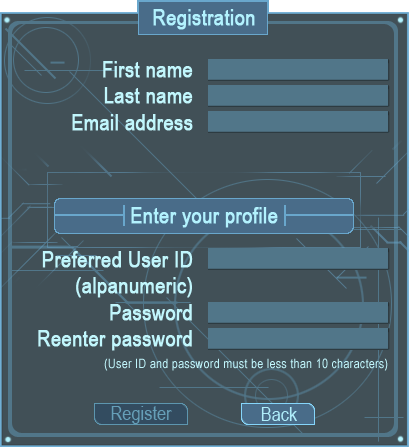 Registration
First name
Last name
Email address
Enter your profile
Preferred User ID
(alpanumeric)
Password
Reenter password
(User ID and password must be less than 10 characters)
Register
Back